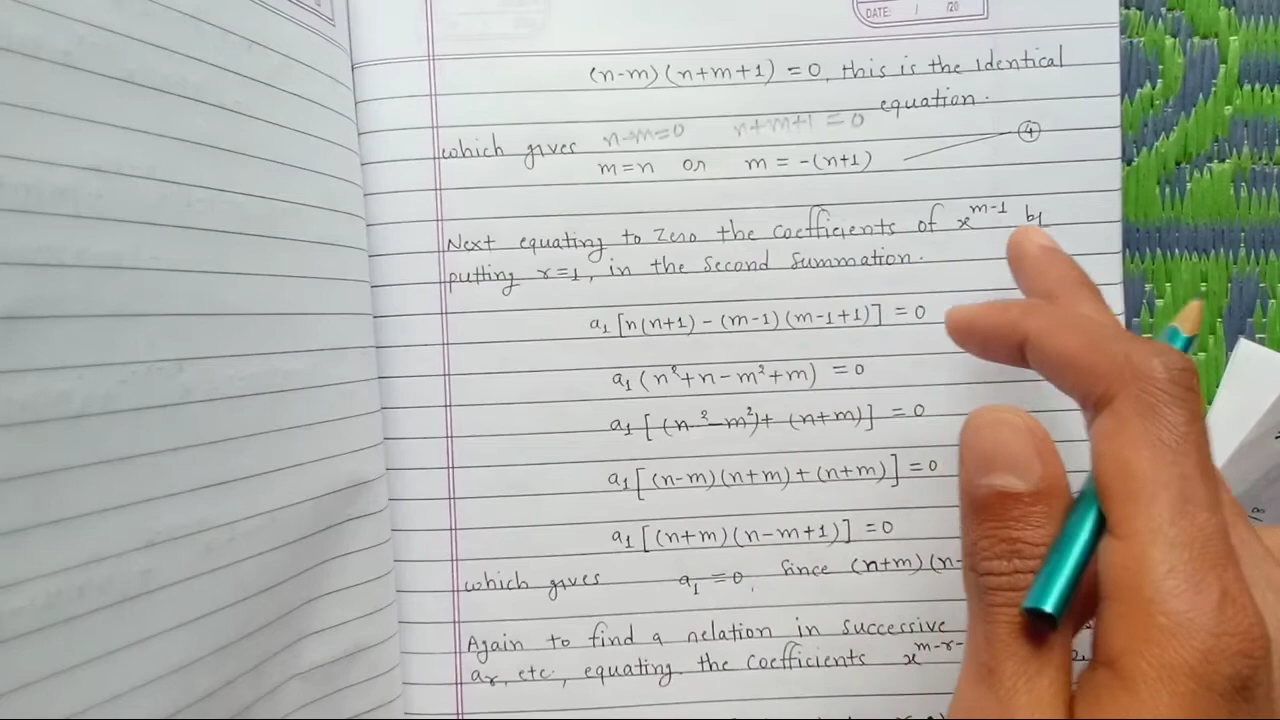 DATE: / /20
(n-m)(n+m+1) = 0, this is the identical
equation.
n-m=0 n+m+1 = 0
which gives m=n or m = -(n+1) ④
Next equating to zero the coefficients of x^{m-1} by
putting r=1, in the second summation.
a₁[n(n+1) - (m-1)(m-1+1)] = 0
a₁(n²+n-m²+m) = 0
a₁[(n²-m²)+(n+m)] = 0
a₁[(n-m)(n+m)+(n+m)] = 0
a₁[(n+m)(n-m+1)] = 0
which gives a₁ = 0, since (n+m)(n-
Again to find a relation in successive
aᵣ, etc., equating the coefficients x^{m-r-